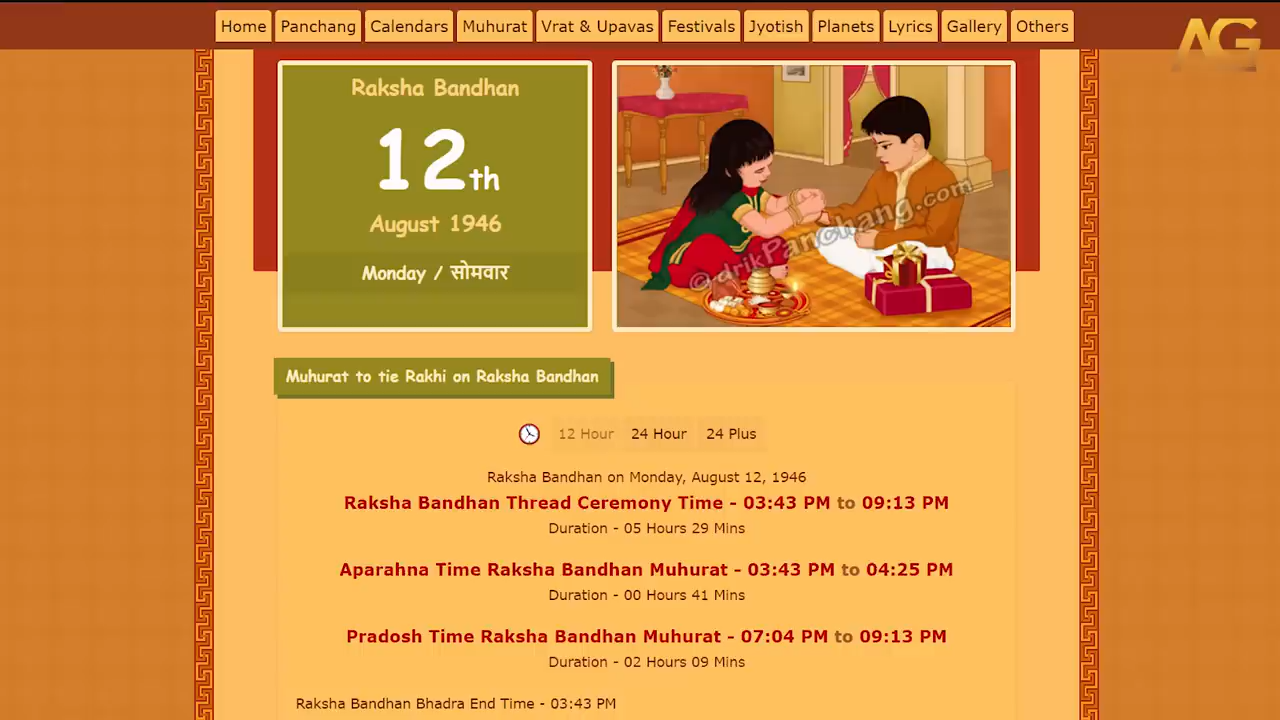 Home Panchang Calendars Muhurat Vrat & Upavas Festivals Jyotish Planets Lyrics Gallery Others
AG
Raksha Bandhan
12th
August 1946
Monday / सोमवार
©drikPanchang.com
Muhurat to tie Rakhi on Raksha Bandhan
12 Hour 24 Hour 24 Plus
Raksha Bandhan on Monday, August 12, 1946
Raksha Bandhan Thread Ceremony Time - 03:43 PM to 09:13 PM
Duration - 05 Hours 29 Mins
Aparahna Time Raksha Bandhan Muhurat - 03:43 PM to 04:25 PM
Duration - 00 Hours 41 Mins
Pradosh Time Raksha Bandhan Muhurat - 07:04 PM to 09:13 PM
Duration - 02 Hours 09 Mins
Raksha Bandhan Bhadra End Time - 03:43 PM